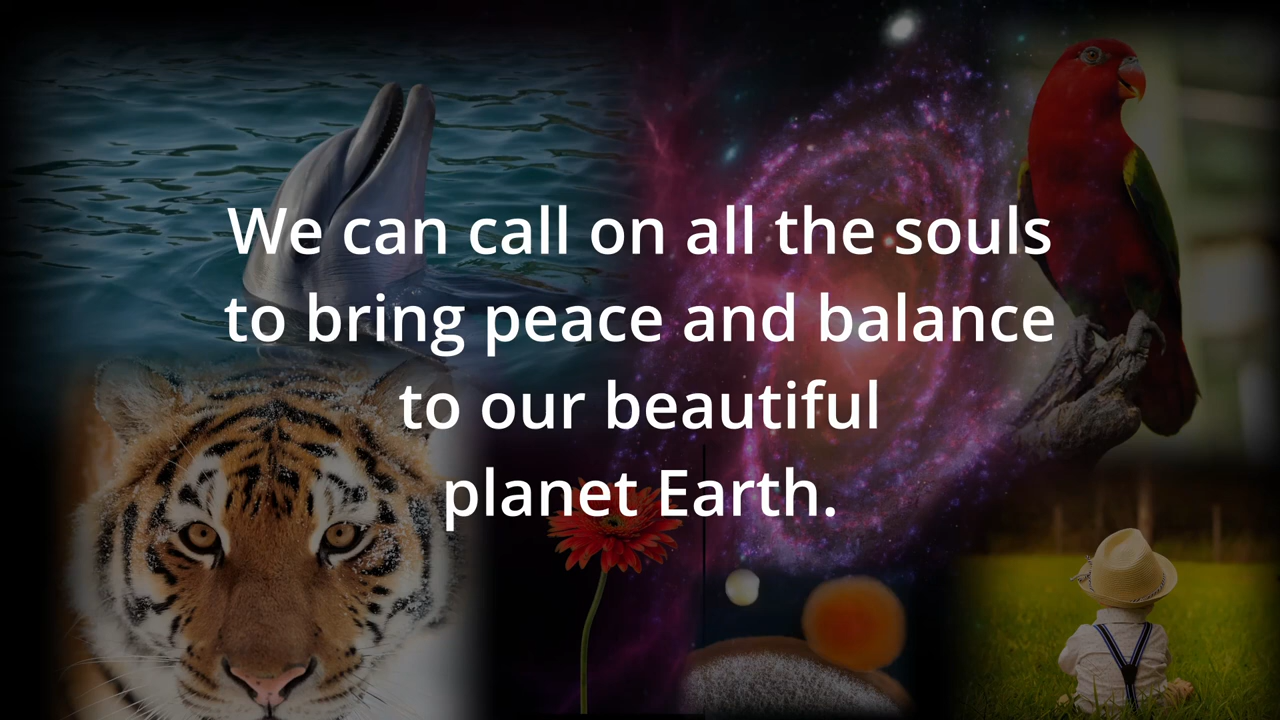 We can call on all the souls
to bring peace and balance
to our beautiful
planet Earth.